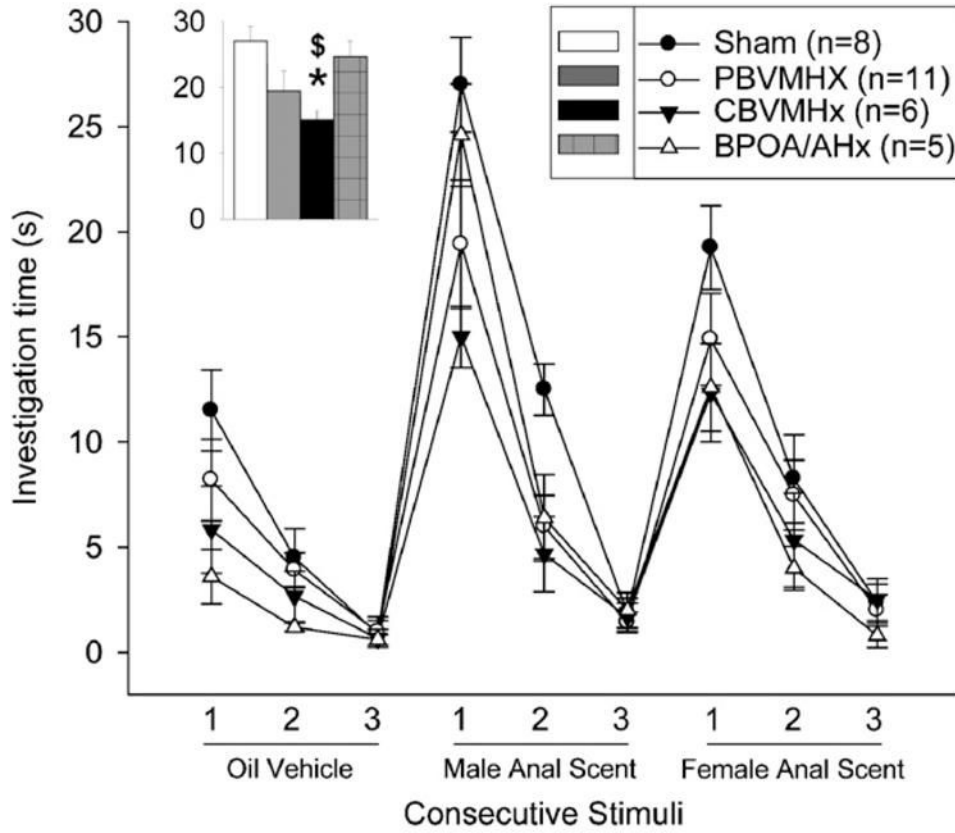 30
20
10
0
$
*
Sham (n=8)
PBVMHX (n=11)
CBVMHx (n=6)
BPOA/AHx (n=5)
Investigation time (s)
30
25
20
15
10
5
0
1 2 3 1 2 3 1 2 3
Oil Vehicle Male Anal Scent Female Anal Scent
Consecutive Stimuli